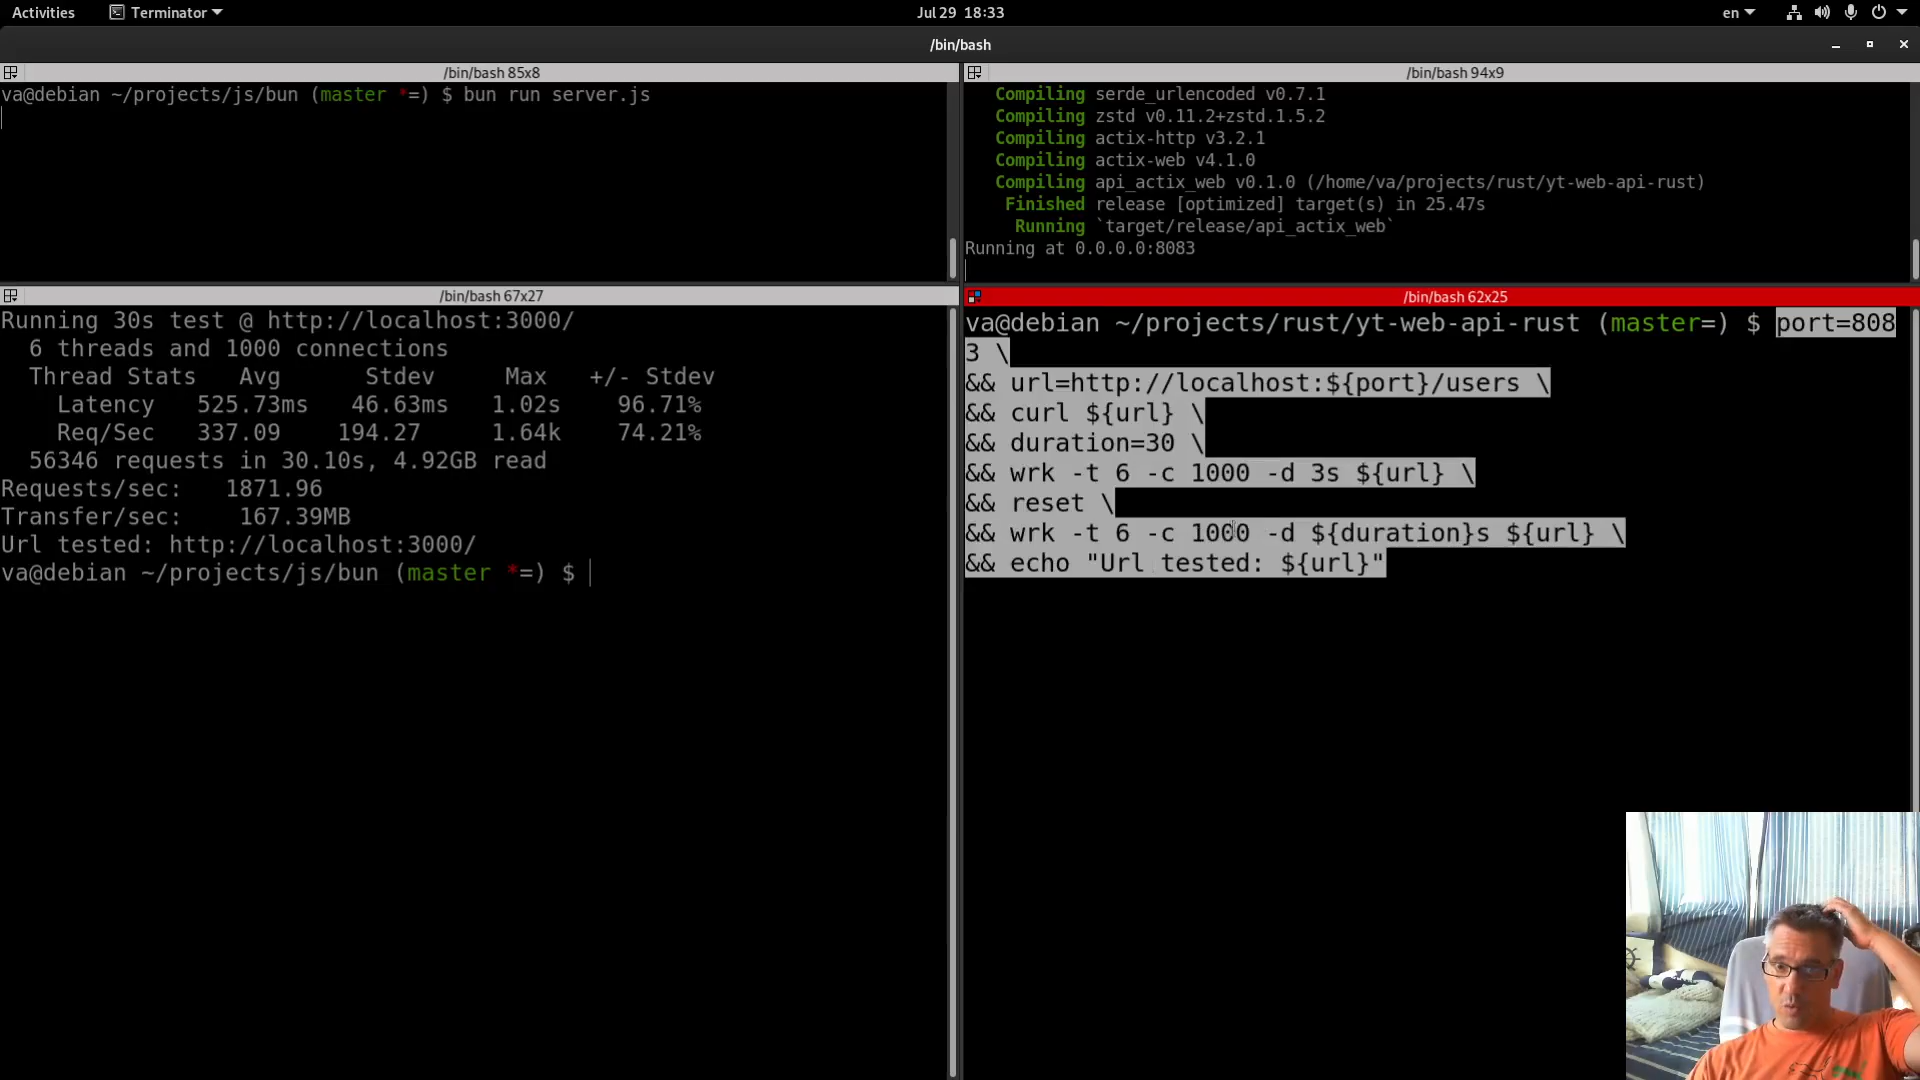 Activities Terminator Jul 29 18:33 en
/bin/bash
/bin/bash 85x8
va@debian ~/projects/js/bun (master *=) $ bun run server.js
/bin/bash 94x9
Compiling serde_urlencoded v0.7.1
Compiling zstd v0.11.2+zstd.1.5.2
Compiling actix-http v3.2.1
Compiling actix-web v4.1.0
Compiling api_actix_web v0.1.0 (/home/va/projects/rust/yt-web-api-rust)
Finished release [optimized] target(s) in 25.47s
Running `target/release/api_actix_web`
Running at 0.0.0.0:8083
/bin/bash 67x27
Running 30s test @ http://localhost:3000/
6 threads and 1000 connections
Thread Stats Avg Stdev Max +/- Stdev
Latency 525.73ms 46.63ms 1.02s 96.71%
Req/Sec 337.09 194.27 1.64k 74.21%
56346 requests in 30.10s, 4.92GB read
Requests/sec: 1871.96
Transfer/sec: 167.39MB
Url tested: http://localhost:3000/
va@debian ~/projects/js/bun (master *=) $
/bin/bash 62x25
va@debian ~/projects/rust/yt-web-api-rust (master=) $ port=808
3 \
&& url=http://localhost:${port}/users \
&& curl ${url} \
&& duration=30 \
&& wrk -t 6 -c 1000 -d 3s ${url} \
&& reset \
&& wrk -t 6 -c 1000 -d ${duration}s ${url} \
&& echo "Url tested: ${url}"